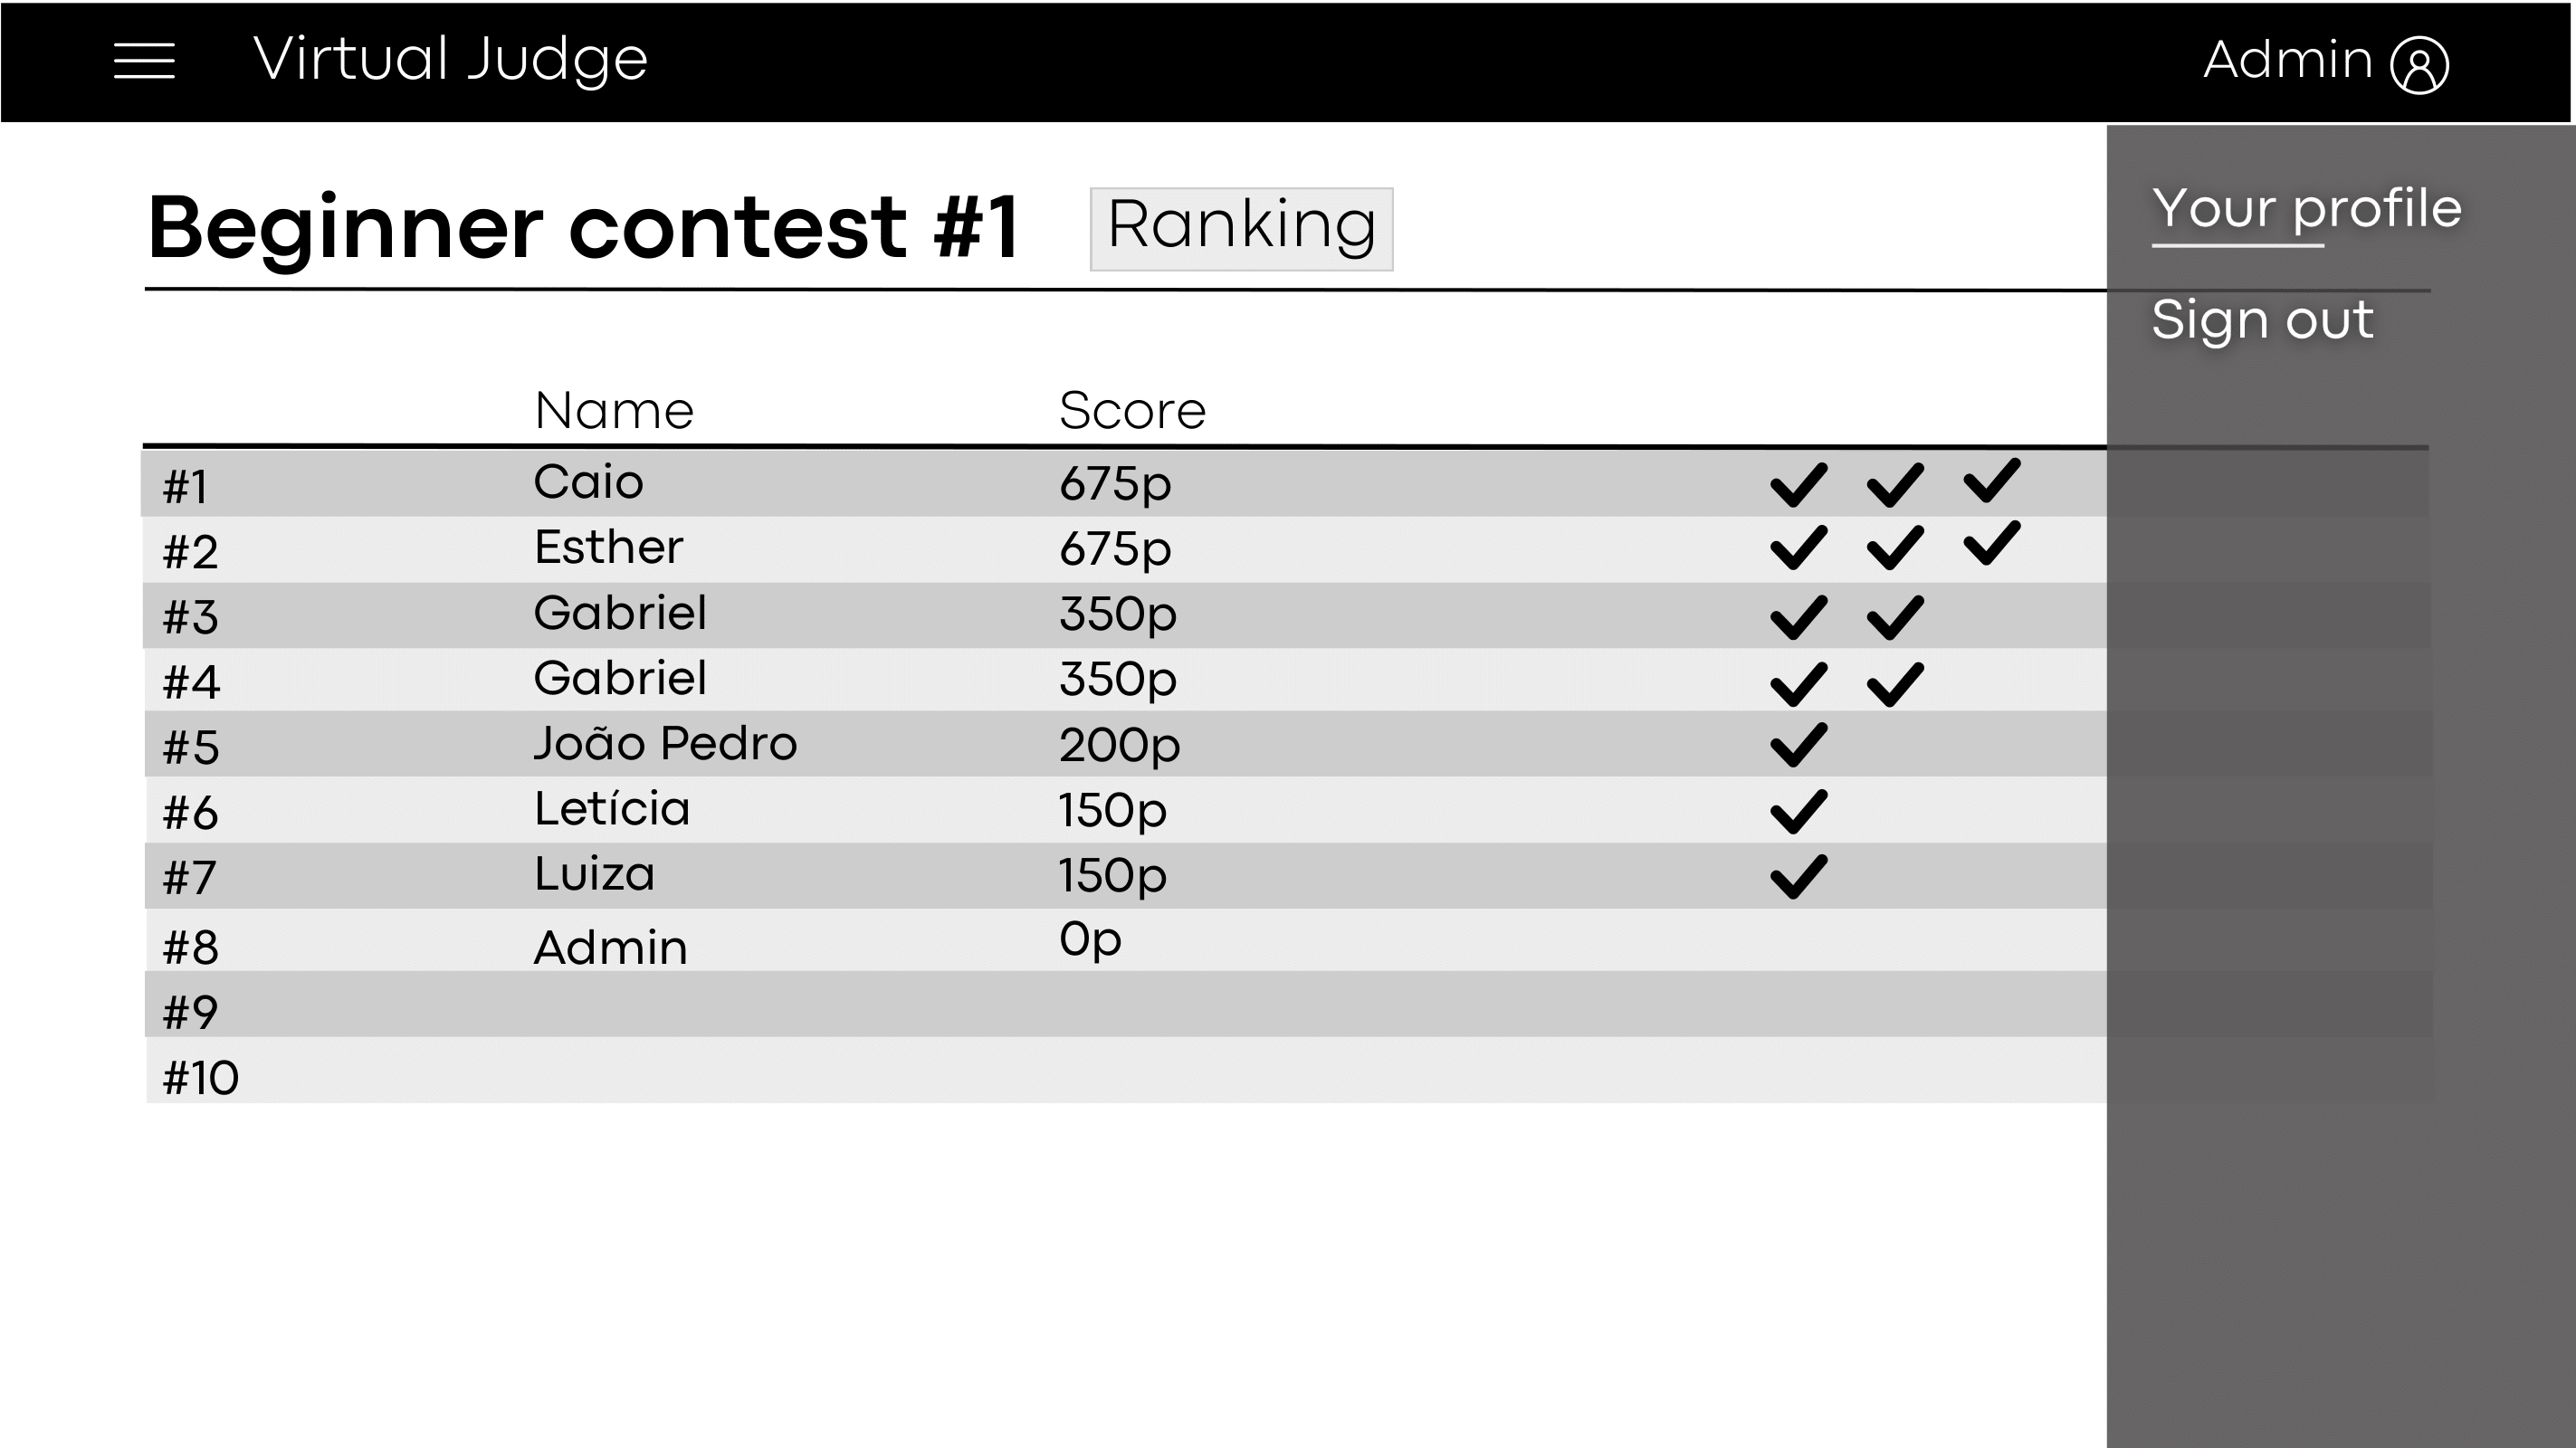 Virtual Judge Admin
Beginner contest #1 Ranking
Your profile
Sign out
Name Score
#1 Caio 675p
#2 Esther 675p
#3 Gabriel 350p
#4 Gabriel 350p
#5 João Pedro 200p
#6 Letícia 150p
#7 Luiza 150p
#8 Admin 0p
#9
#10